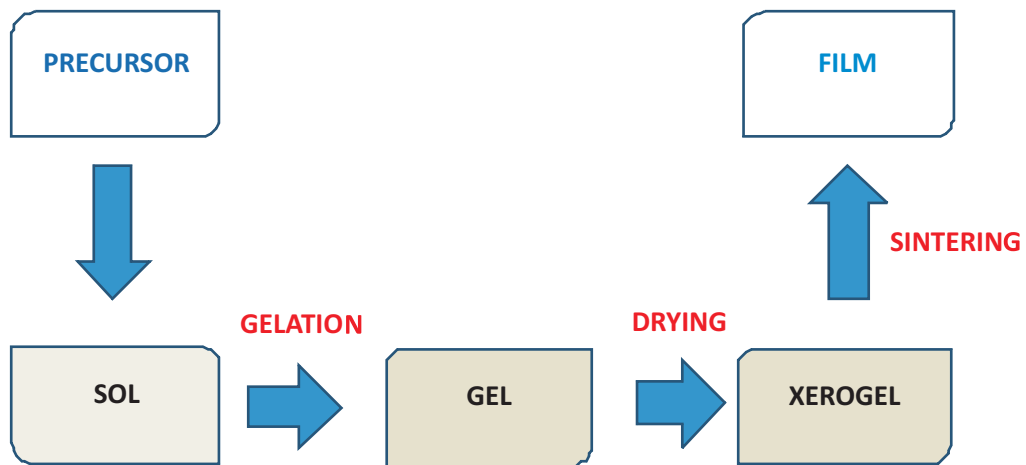 PRECURSOR
FILM
SINTERING
GELATION
DRYING
SOL
GEL
XEROGEL